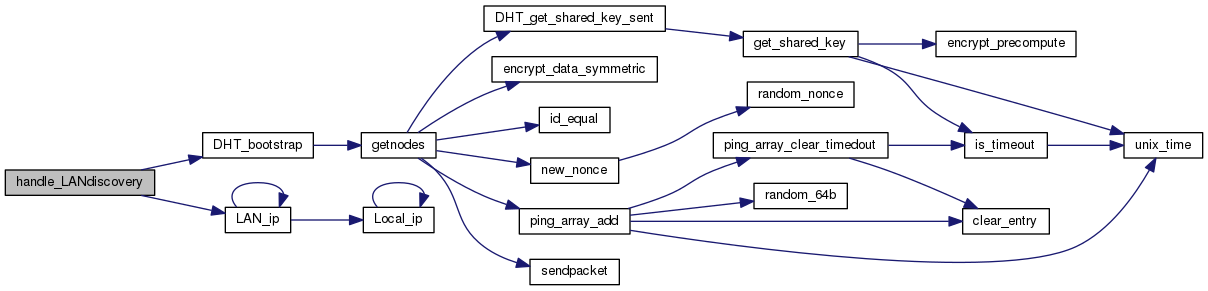 handle_LANdiscovery
DHT_bootstrap
LAN_ip
getnodes
Local_ip
DHT_get_shared_key_sent
encrypt_data_symmetric
id_equal
new_nonce
ping_array_add
sendpacket
get_shared_key
random_nonce
ping_array_clear_timedout
random_64b
encrypt_precompute
is_timeout
clear_entry
unix_time